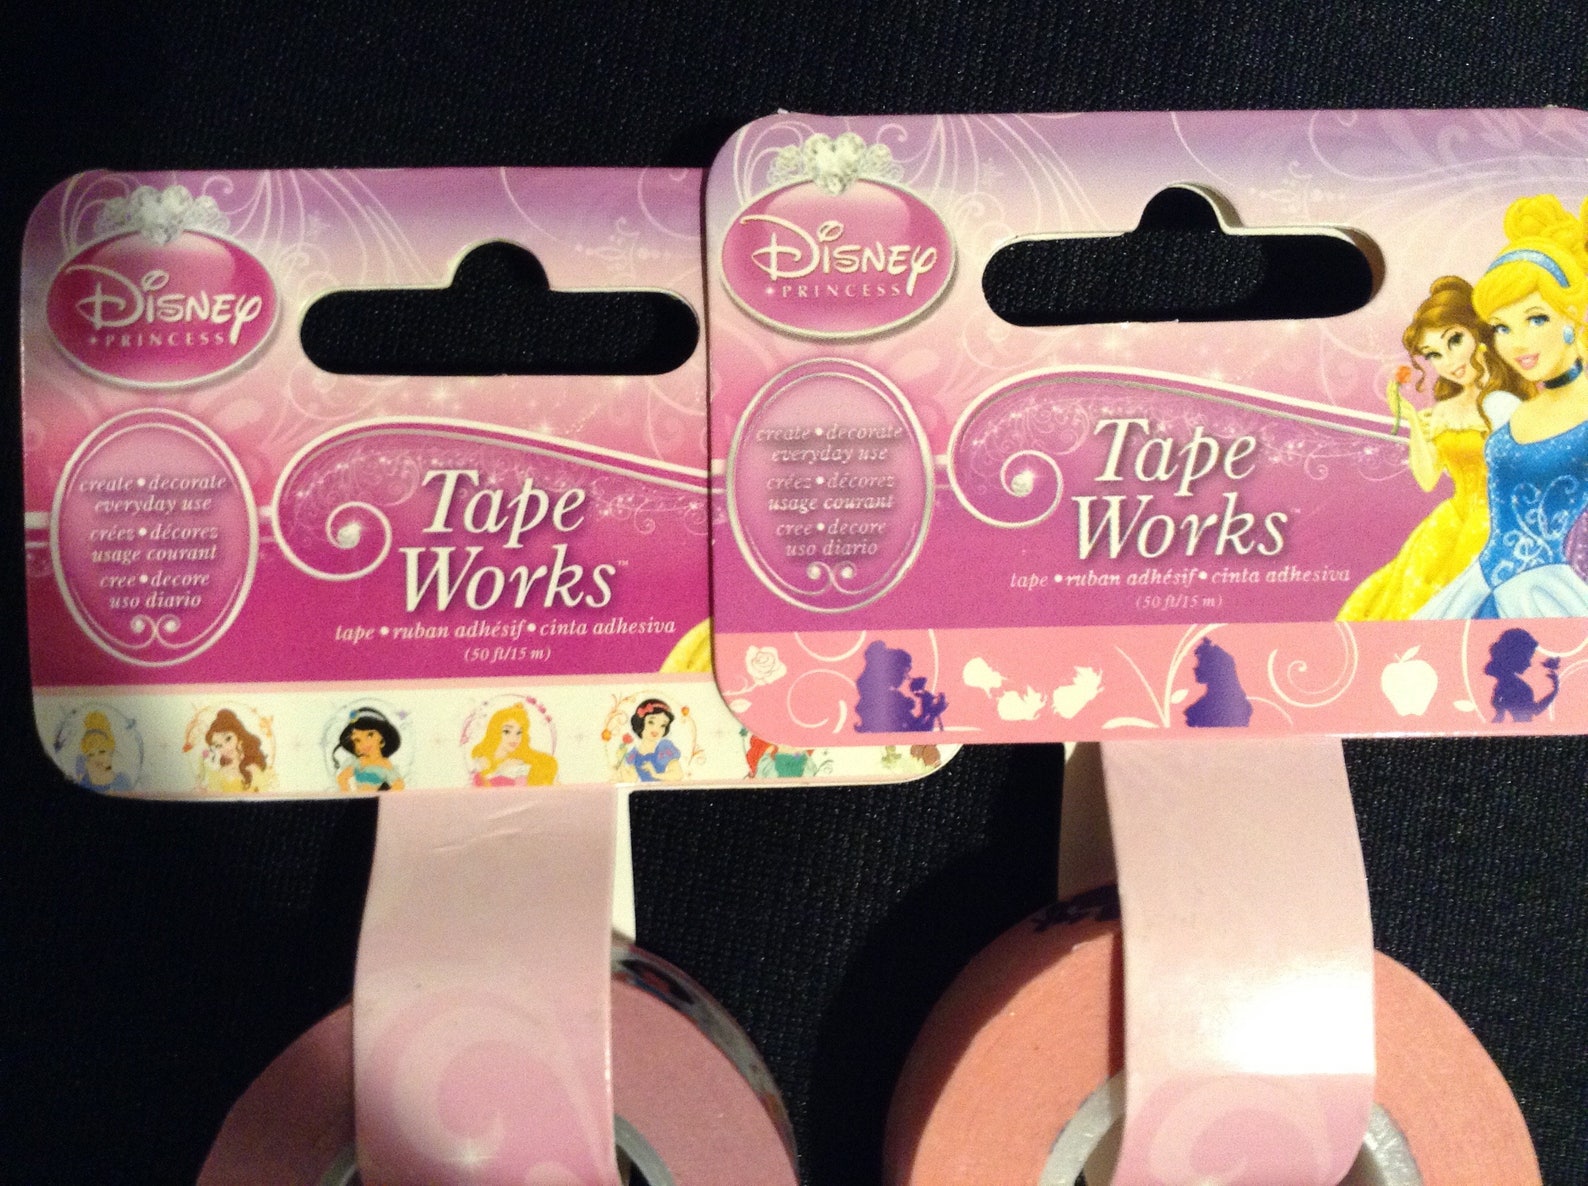 Disney
PRINCESS
create • decorate
everyday use
créez • décorez
usage courant
cree • decore
uso diario
Tape
Works™
tape • ruban adhésif • cinta adhesiva
(50 ft/15 m)
Disney
PRINCESS
create • decorate
everyday use
créez • décorez
usage courant
cree • decore
uso diario
Tape
Works™
tape • ruban adhésif • cinta adhesiva
(50 ft/15 m)